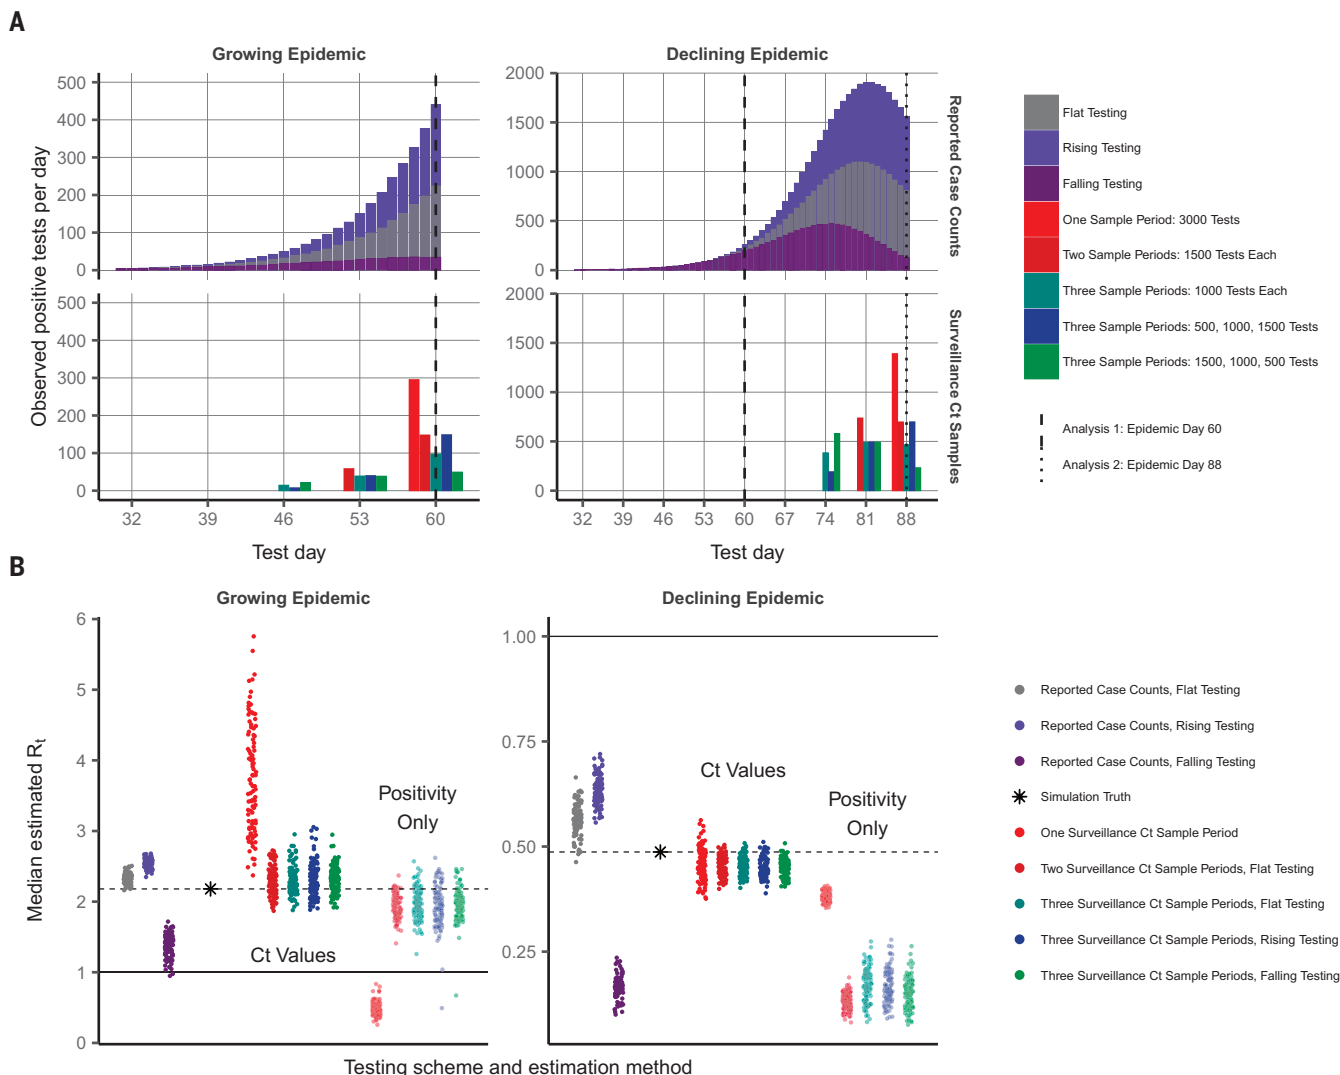 A
Growing Epidemic
Declining Epidemic
Observed positive tests per day
500
400
300
200
100
0
2000
1500
1000
500
0
Reported Case Counts
500
400
300
200
100
0
2000
1500
1000
500
0
Surveillance Ct Samples
32 39 46 53 60
32 39 46 53 60 67 74 81 88
Test day
Test day
Flat Testing
Rising Testing
Falling Testing
One Sample Period: 3000 Tests
Two Sample Periods: 1500 Tests Each
Three Sample Periods: 1000 Tests Each
Three Sample Periods: 500, 1000, 1500 Tests
Three Sample Periods: 1500, 1000, 500 Tests
Analysis 1: Epidemic Day 60
Analysis 2: Epidemic Day 88
B
Growing Epidemic
Declining Epidemic
Median estimated Rt
6
5
4
3
2
1
0
Positivity
Only
Ct Values
1.00
0.75
0.50
0.25
Ct Values
Positivity
Only
Testing scheme and estimation method
Reported Case Counts, Flat Testing
Reported Case Counts, Rising Testing
Reported Case Counts, Falling Testing
Simulation Truth
One Surveillance Ct Sample Period
Two Surveillance Ct Sample Periods, Flat Testing
Three Surveillance Ct Sample Periods, Flat Testing
Three Surveillance Ct Sample Periods, Rising Testing
Three Surveillance Ct Sample Periods, Falling Testing